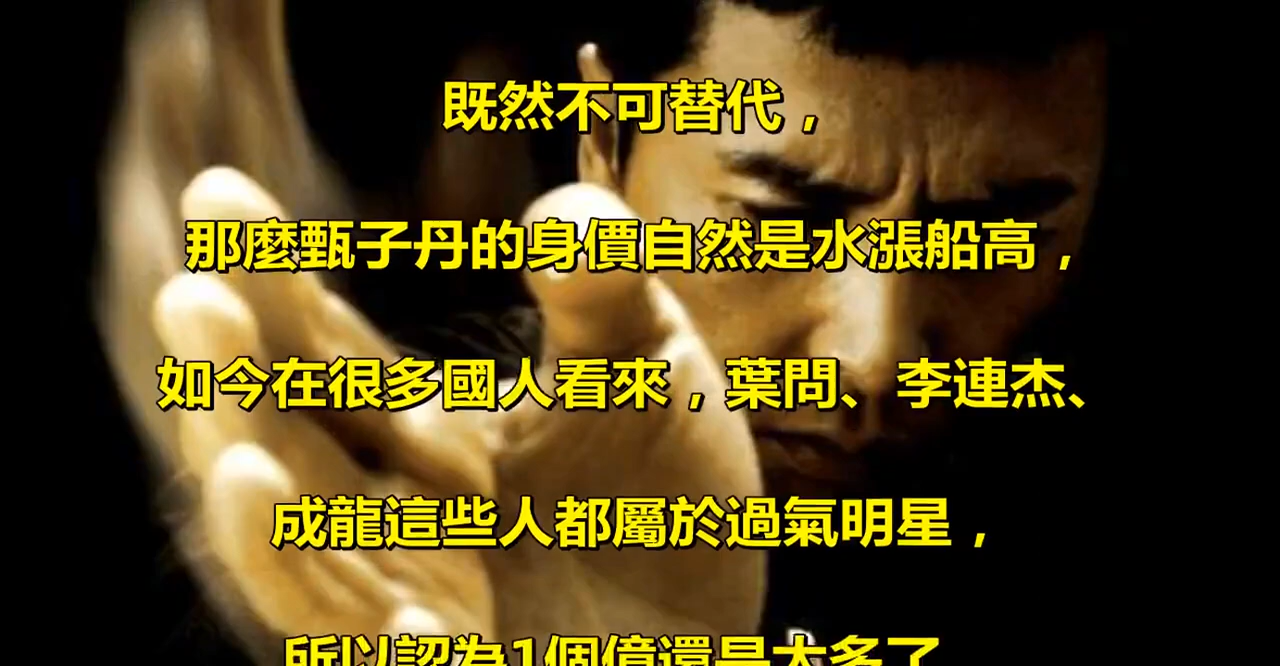 既然不可替代，
那麼甄子丹的身價自然是水漲船高，
如今在很多國人看來，葉問、李連杰、
成龍這些人都屬於過氣明星，
所以認為1個億還是太多了